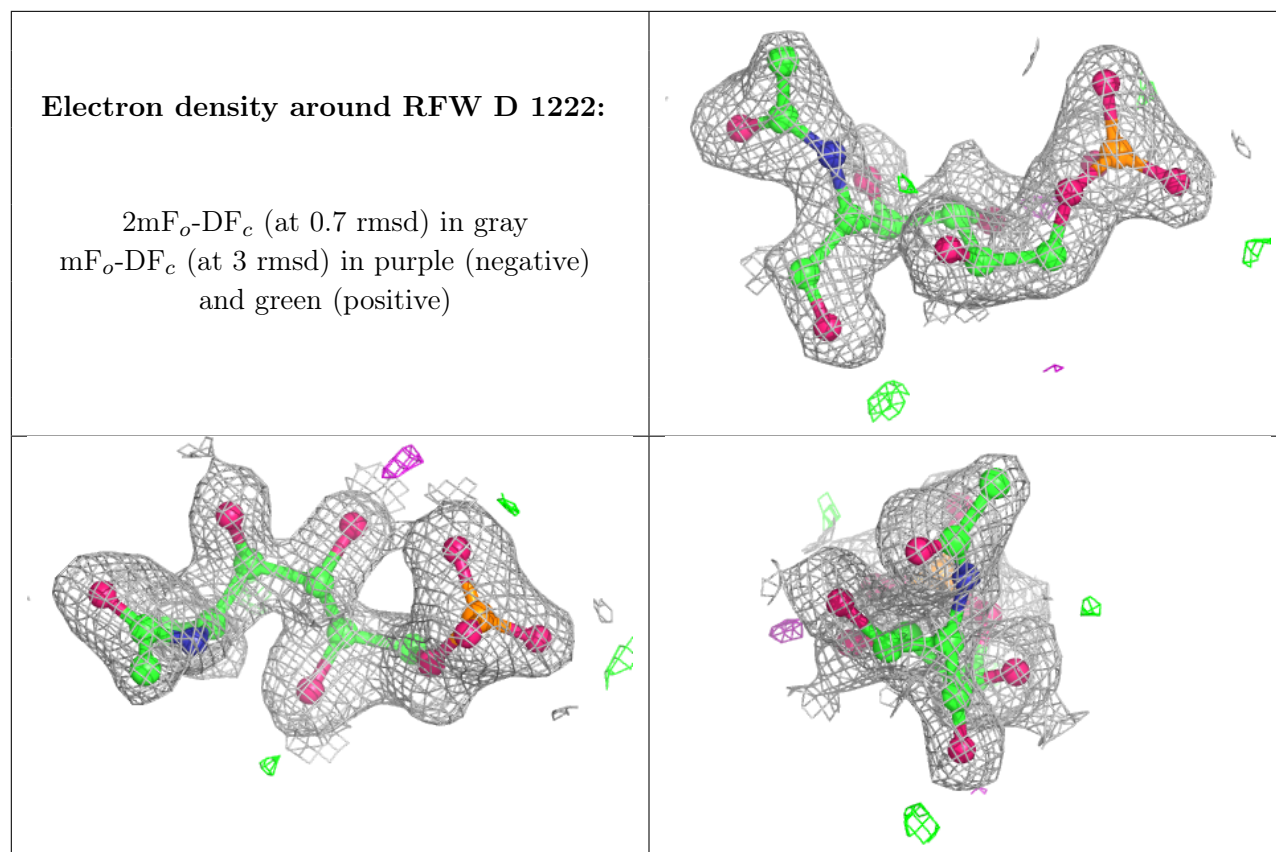 Electron density around RFW D 1222:
2mFₒ-DF𝒸 (at 0.7 rmsd) in gray
mFₒ-DF𝒸 (at 3 rmsd) in purple (negative)
and green (positive)